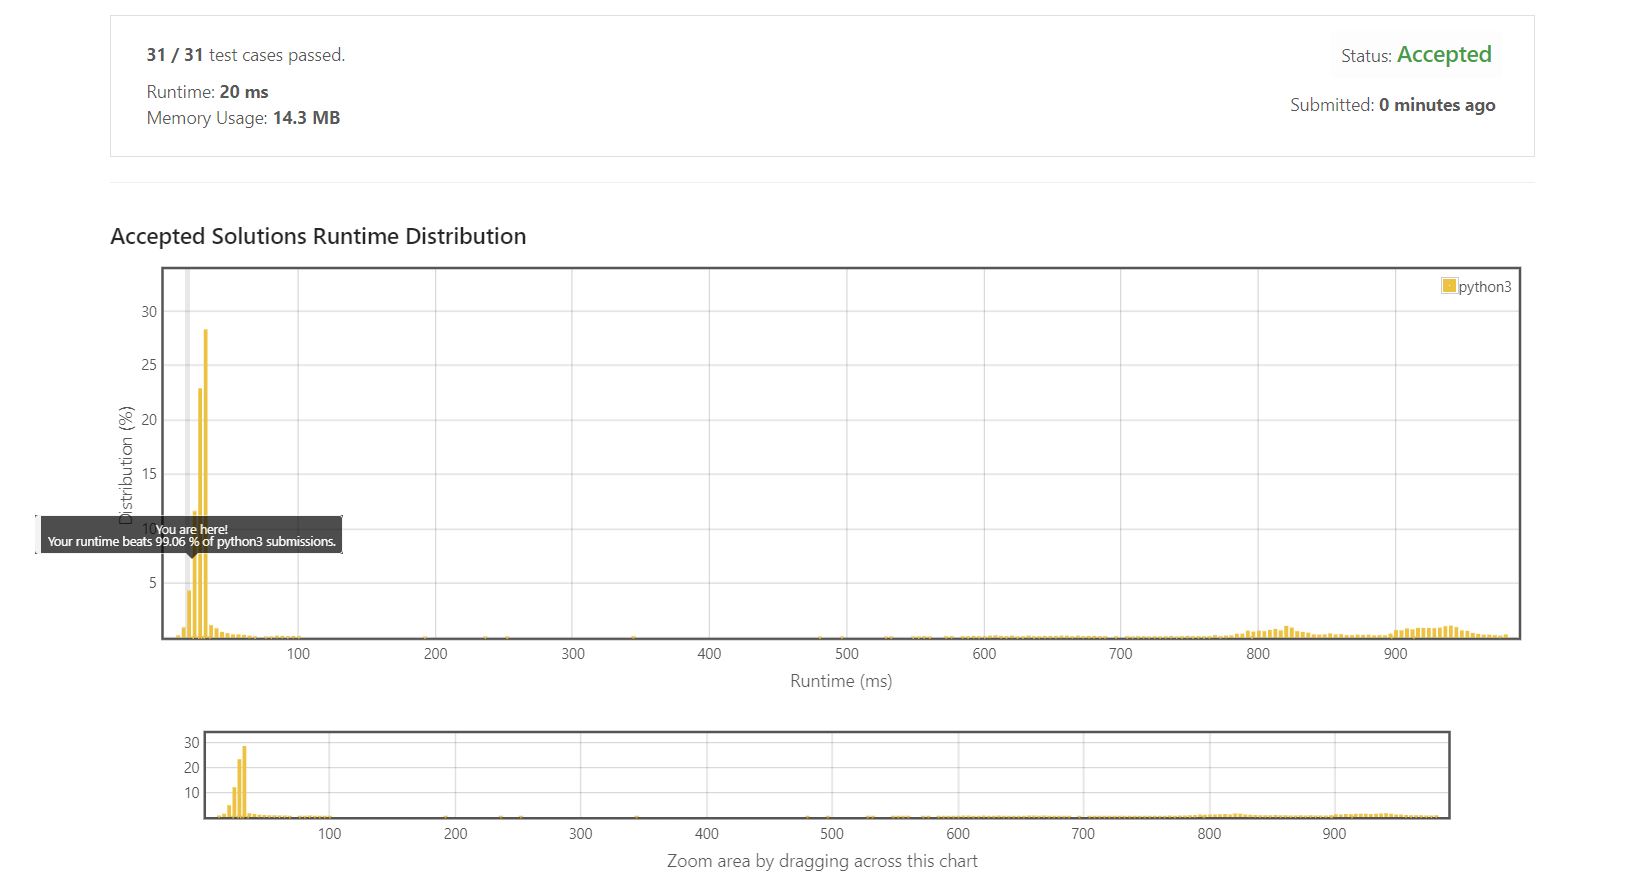 31 / 31 test cases passed.
Status: Accepted
Runtime: 20 ms
Submitted: 0 minutes ago
Memory Usage: 14.3 MB
Accepted Solutions Runtime Distribution
python3
30
25
20
15
10
5
Distribution (%)
You are here!
Your runtime beats 99.06 % of python3 submissions.
100 200 300 400 500 600 700 800 900
Runtime (ms)
30
20
10
100 200 300 400 500 600 700 800 900
Zoom area by dragging across this chart